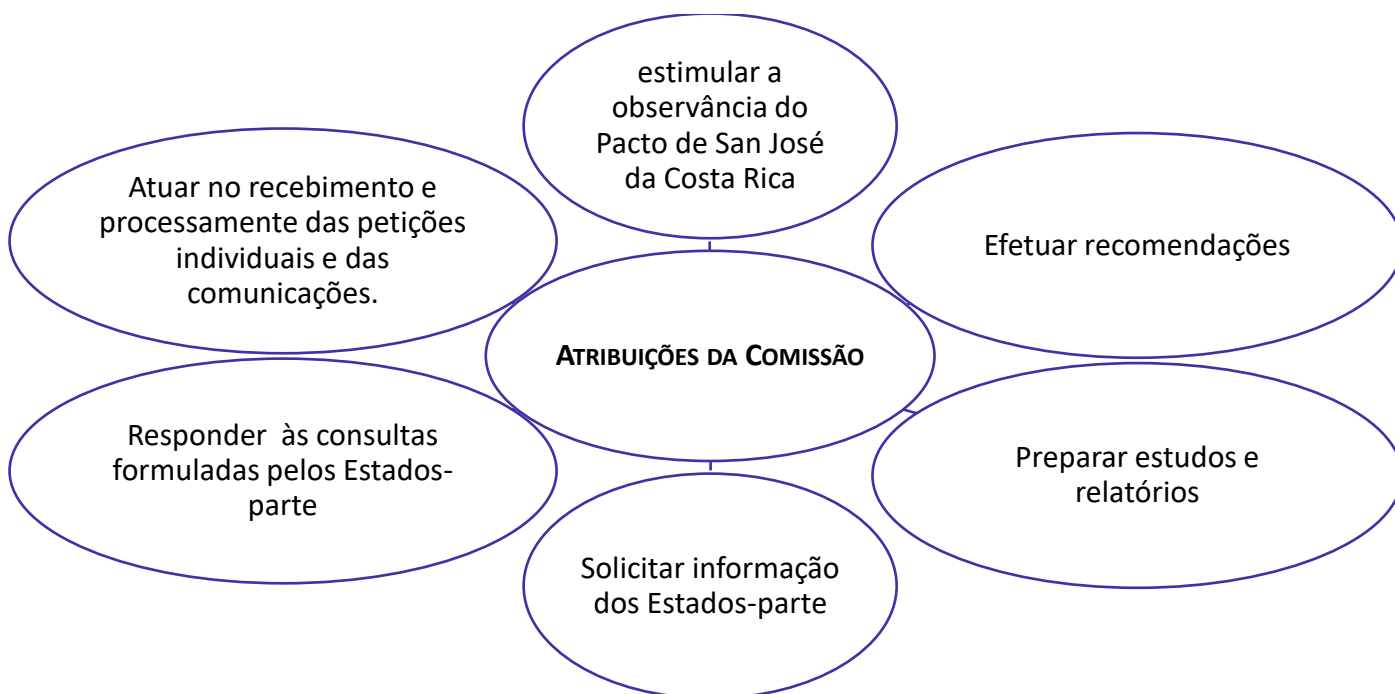 estimular a
observância do
Pacto de San José
da Costa Rica
Atuar no recebimento e
processamente das petições
individuais e das
comunicações.
Efetuar recomendações
ATRIBUIÇÕES DA COMISSÃO
Responder às consultas
formuladas pelos Estados-
parte
Preparar estudos e
relatórios
Solicitar informação
dos Estados-parte